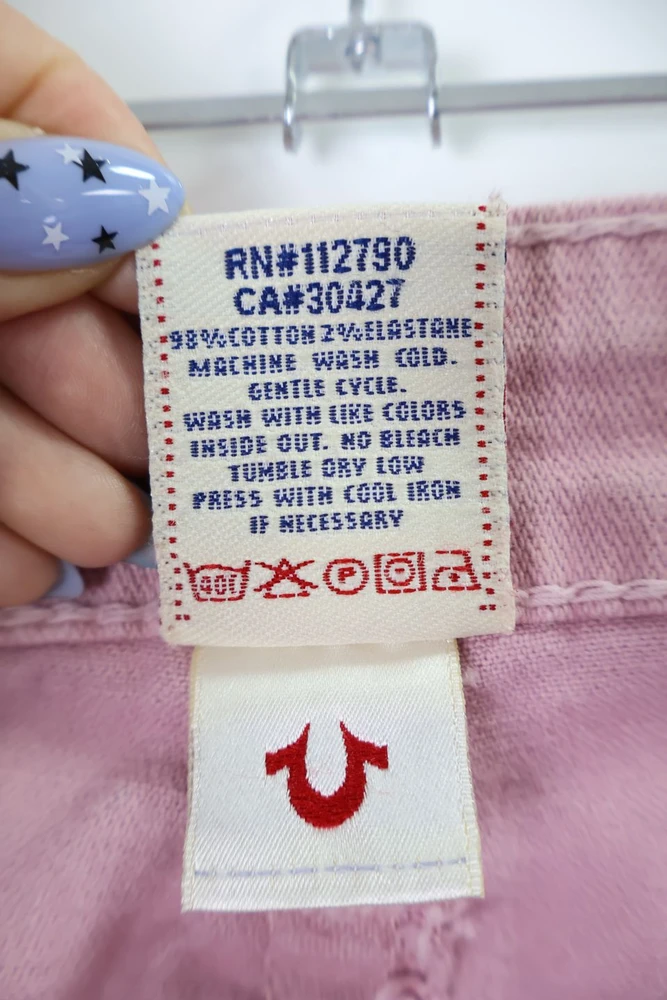 RN#112790
CA#30427
98%COTTON 2%ELASTANE
MACHINE WASH COLD.
GENTLE CYCLE.
WASH WITH LIKE COLORS
INSIDE OUT. NO BLEACH
TUMBLE DRY LOW
PRESS WITH COOL IRON
IF NECESSARY
40° P